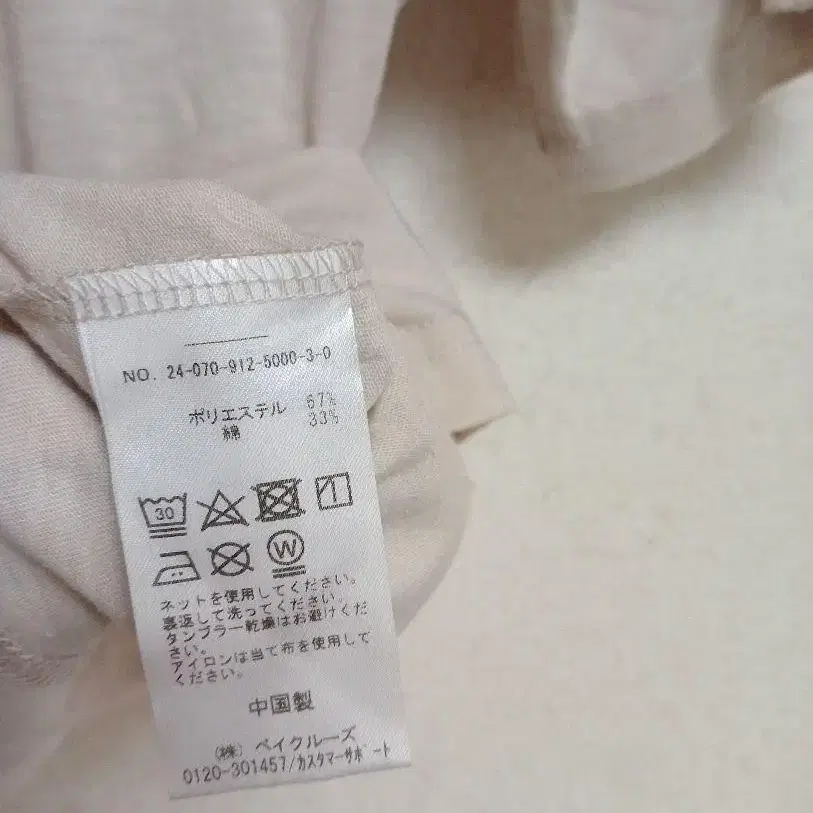 NO. 24-070-912-5000-3-0
ポリエステル 67%
綿 33%
30
W
ネットを使用してください。
裏返して洗ってください。
タンブラー乾燥はお避けくだ
さい。
アイロンは当て布を使用して
ください。
中国製
(株) ベイクルーズ
0120-301457/カスタマーサポート